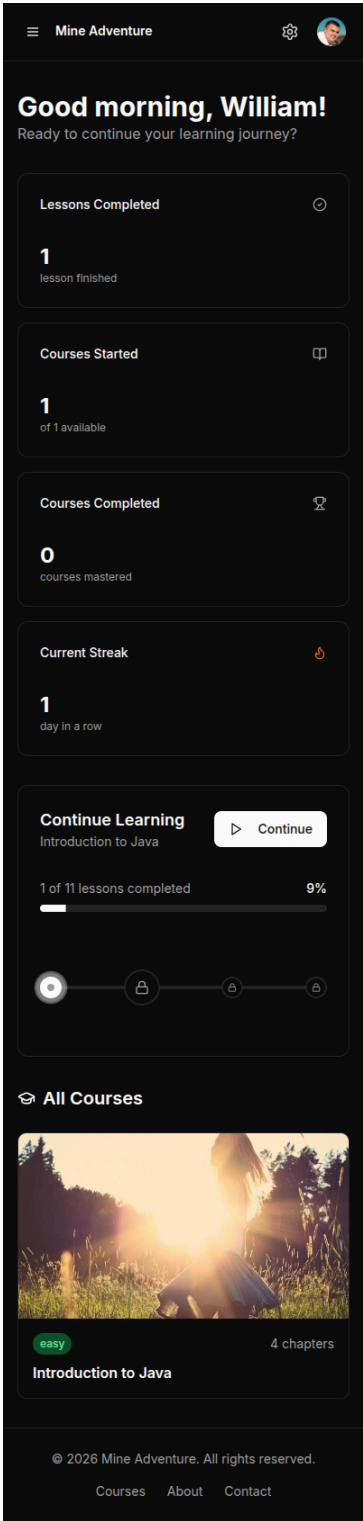 Mine Adventure
Good morning, William!
Ready to continue your learning journey?
Lessons Completed
1
lesson finished
Courses Started
1
of 1 available
Courses Completed
0
courses mastered
Current Streak
1
day in a row
Continue Learning
Introduction to Java
Continue
1 of 11 lessons completed 9%
All Courses
easy 4 chapters
Introduction to Java
© 2026 Mine Adventure. All rights reserved.
Courses About Contact